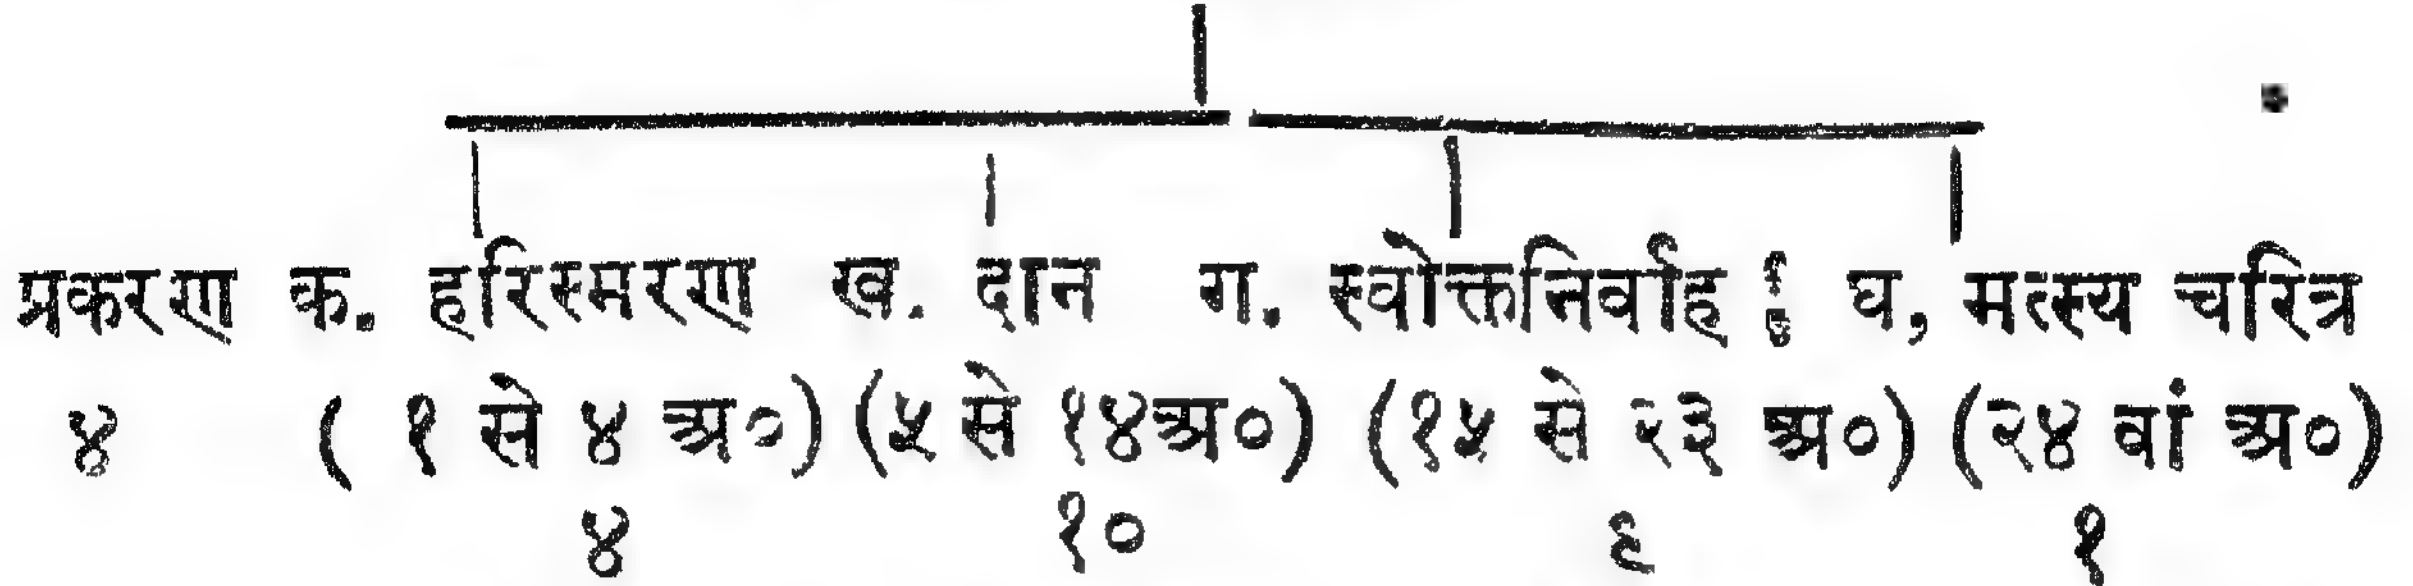 प्रकरण क. हरिस्मरण ख. दान ग. स्वोक्तनिर्वाह घ, मत्स्य चरित्र
४ ( १ से ४ अ०) (५ से १४अ०) (१५ से २३ अ०) (२४ वां अ०)
४ १० ९ १